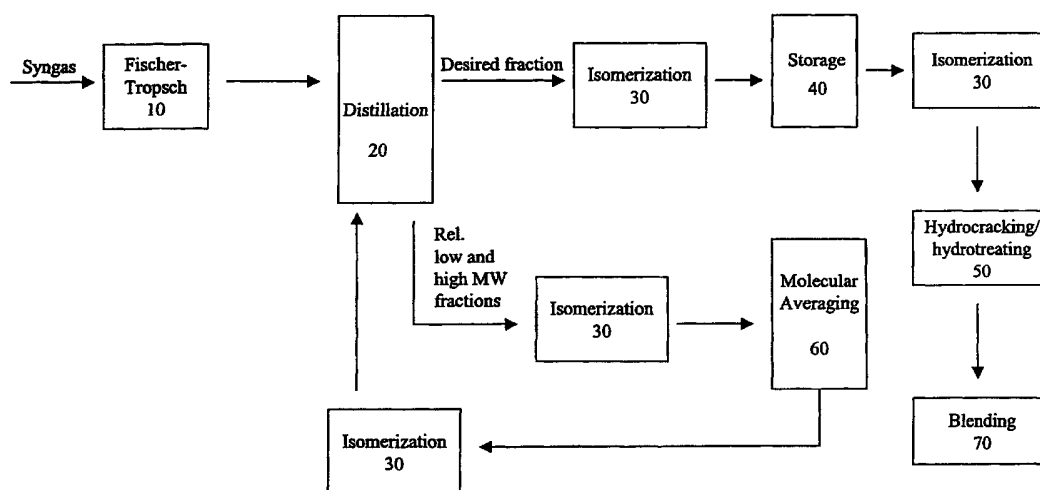 Syngas
Fischer-
Tropsch
10
Distillation
20
Desired fraction
Isomerization
30
Storage
40
Isomerization
30
Hydrocracking/
hydrotreating
50
Blending
70
Rel.
low and
high MW
fractions
Isomerization
30
Molecular
Averaging
60
Isomerization
30